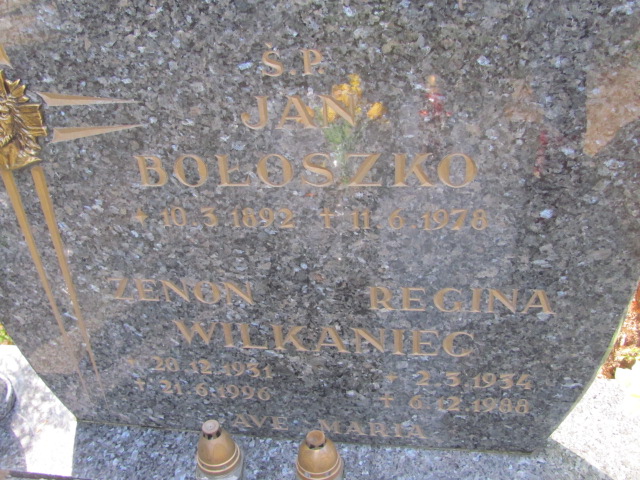 Ś. P.
JAN
BOŁOSZKO
* 10.3.1892 † 11.6.1978
ZENON REGINA
WILKANIEC
* 20.12.1931 * 2.3.1934
† 21.6.1996 † 6.12.1988
AVE MARIA